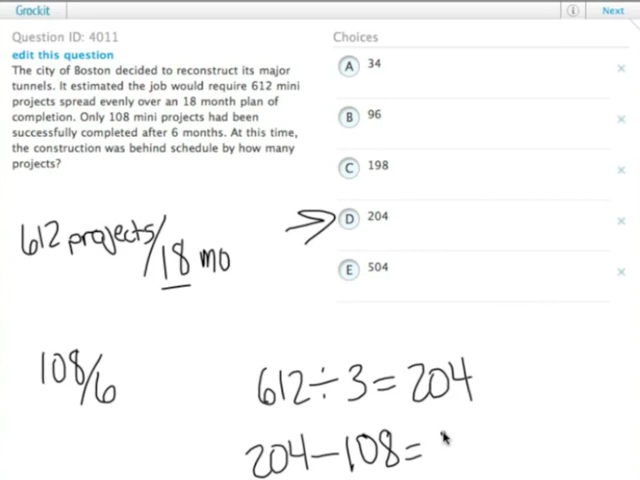 Grockit
Next
Question ID: 4011
edit this question
The city of Boston decided to reconstruct its major
tunnels. It estimated the job would require 612 mini
projects spread evenly over an 18 month plan of
completion. Only 108 mini projects had been
successfully completed after 6 months. At this time,
the construction was behind schedule by how many
projects?
Choices
A 34
B 96
C 198
D 204
E 504
612 projects/18 mo
108/6
612÷3=204
204-108=